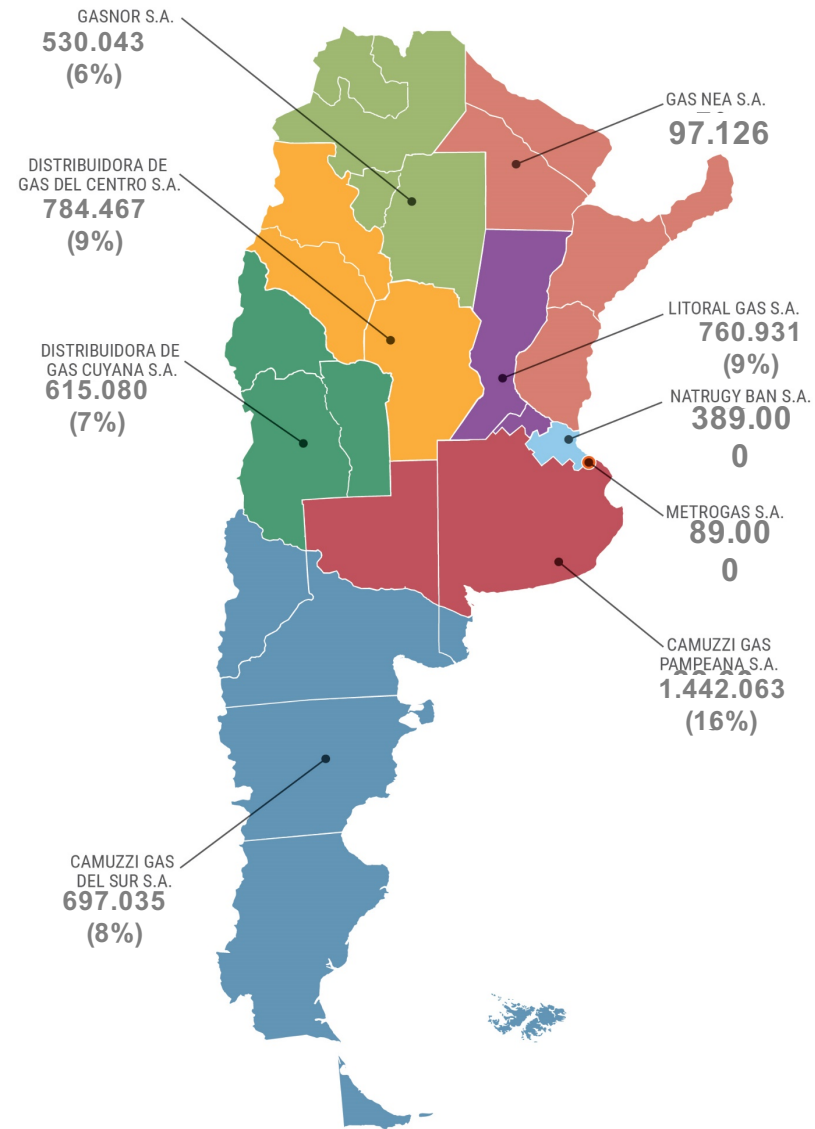 GASNOR S.A.
530.043
(6%)
GAS NEA S.A.
97.126
DISTRIBUIDORA DE
GAS DEL CENTRO S.A.
784.467
(9%)
LITORAL GAS S.A.
760.931
(9%)
DISTRIBUIDORA DE
GAS CUYANA S.A.
615.080
(7%)
NATRUGY BAN S.A.
389.00
0
METROGAS S.A.
89.00
0
CAMUZZI GAS
PAMPEANA S.A.
1.442.063
(16%)
CAMUZZI GAS
DEL SUR S.A.
697.035
(8%)